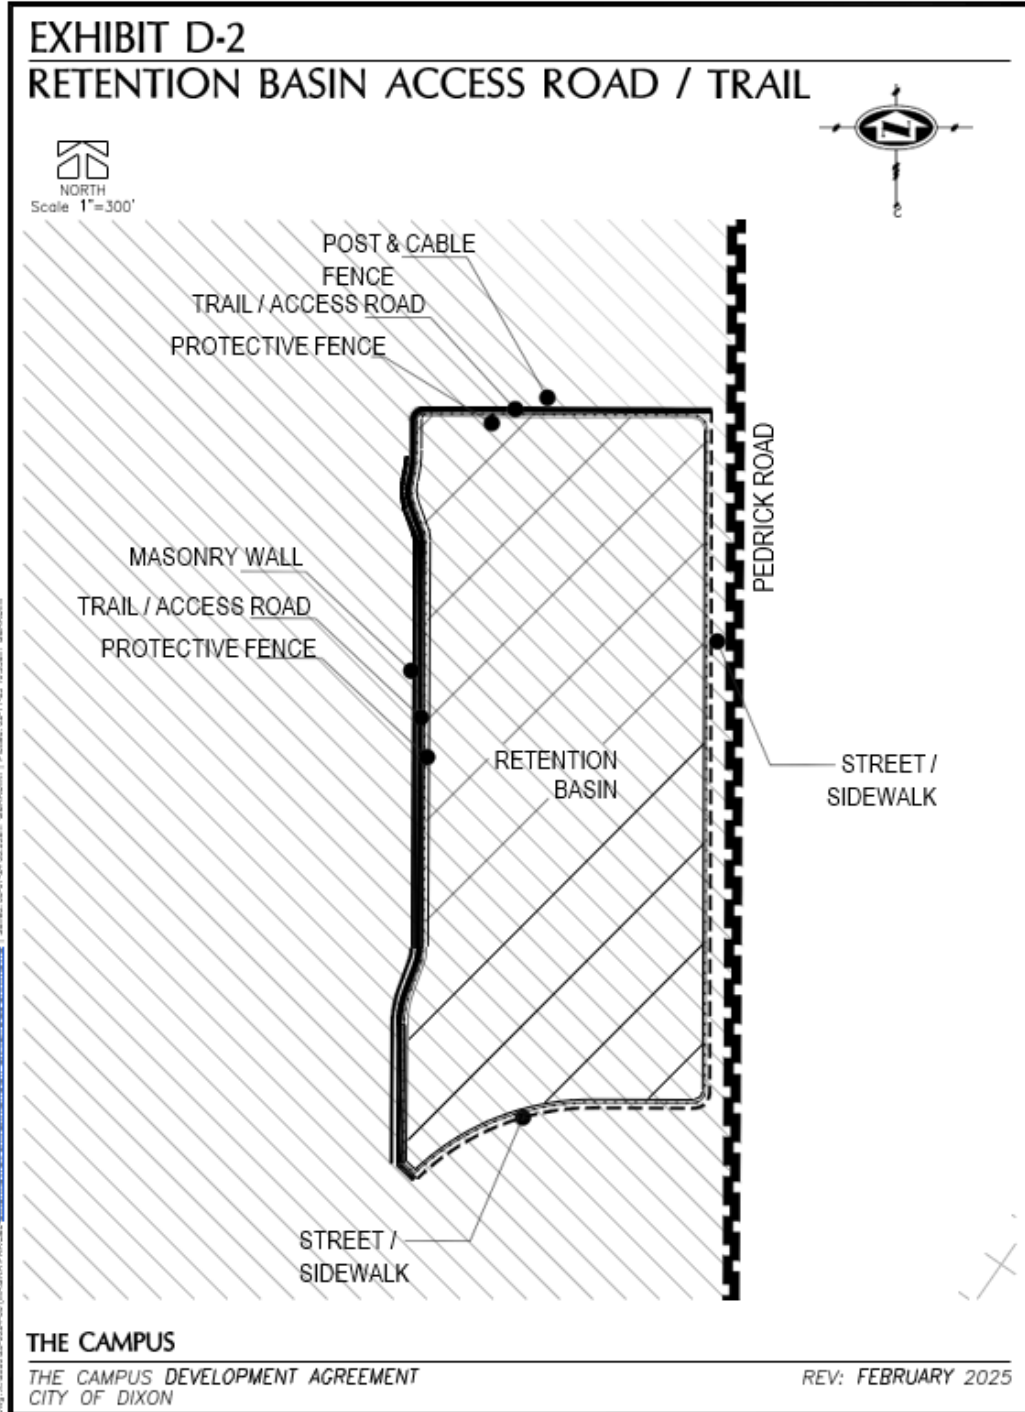 EXHIBIT D-2
RETENTION BASIN ACCESS ROAD / TRAIL
N
S
NORTH
Scale 1"=300'
POST & CABLE
FENCE
TRAIL / ACCESS ROAD
PROTECTIVE FENCE
PEDRICK ROAD
MASONRY WALL
TRAIL / ACCESS ROAD
PROTECTIVE FENCE
RETENTION
BASIN
STREET /
SIDEWALK
STREET /
SIDEWALK
THE CAMPUS
THE CAMPUS DEVELOPMENT AGREEMENT
CITY OF DIXON
REV: FEBRUARY 2025